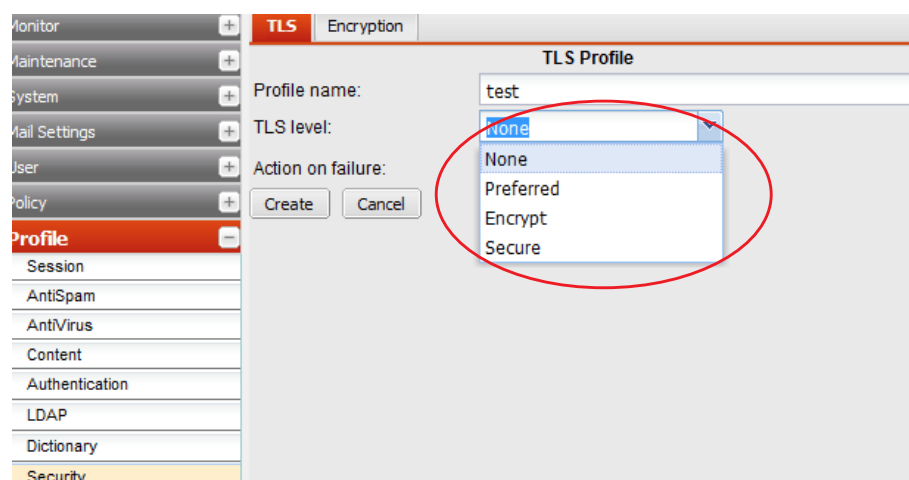 Monitor
Maintenance
System
Mail Settings
User
Policy
Profile
Session
AntiSpam
AntiVirus
Content
Authentication
LDAP
Dictionary
Security
TLS Encryption
TLS Profile
Profile name: test
TLS level: None
None
Preferred
Encrypt
Secure
Action on failure:
Create Cancel